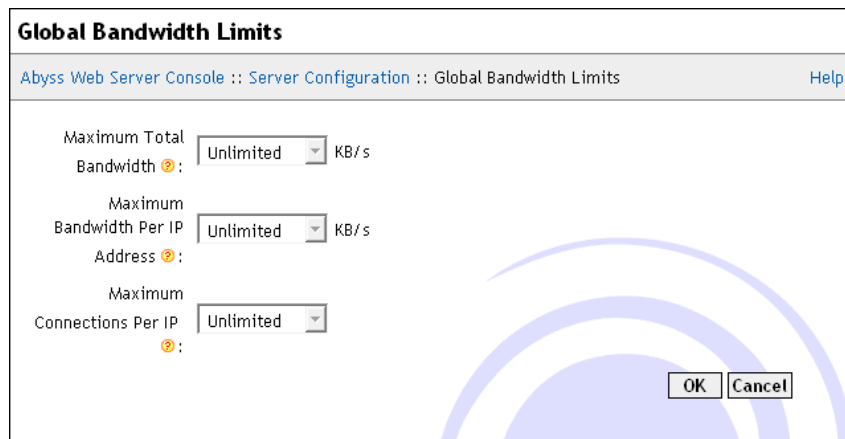 Global Bandwidth Limits
Abyss Web Server Console :: Server Configuration :: Global Bandwidth Limits Help
Maximum Total
Bandwidth ?: Unlimited KB/s
Maximum
Bandwidth Per IP Unlimited KB/s
Address ?:
Maximum
Connections Per IP Unlimited
?:
OK Cancel